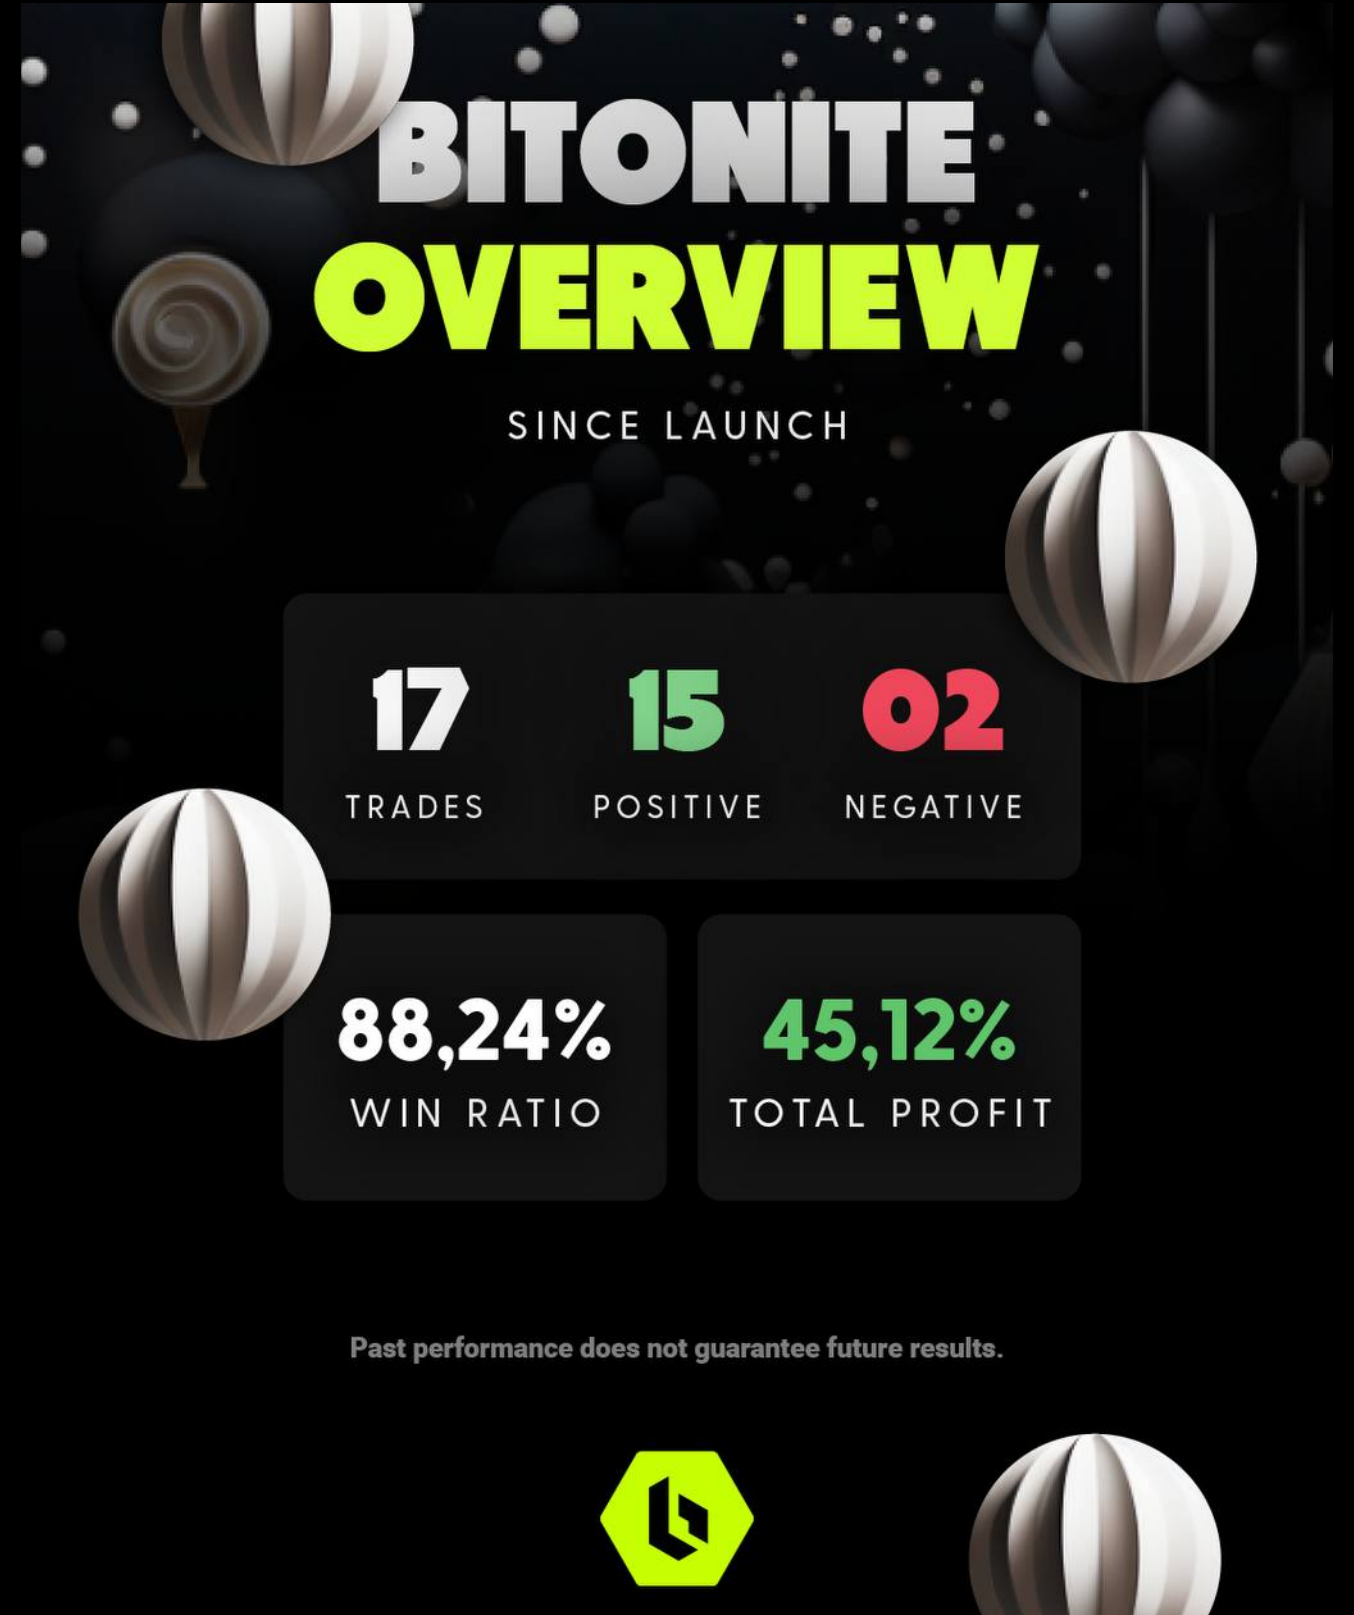 BITONITE
OVERVIEW
SINCE LAUNCH
17 15 02
TRADES POSITIVE NEGATIVE
88,24% 45,12%
WIN RATIO TOTAL PROFIT
Past performance does not guarantee future results.